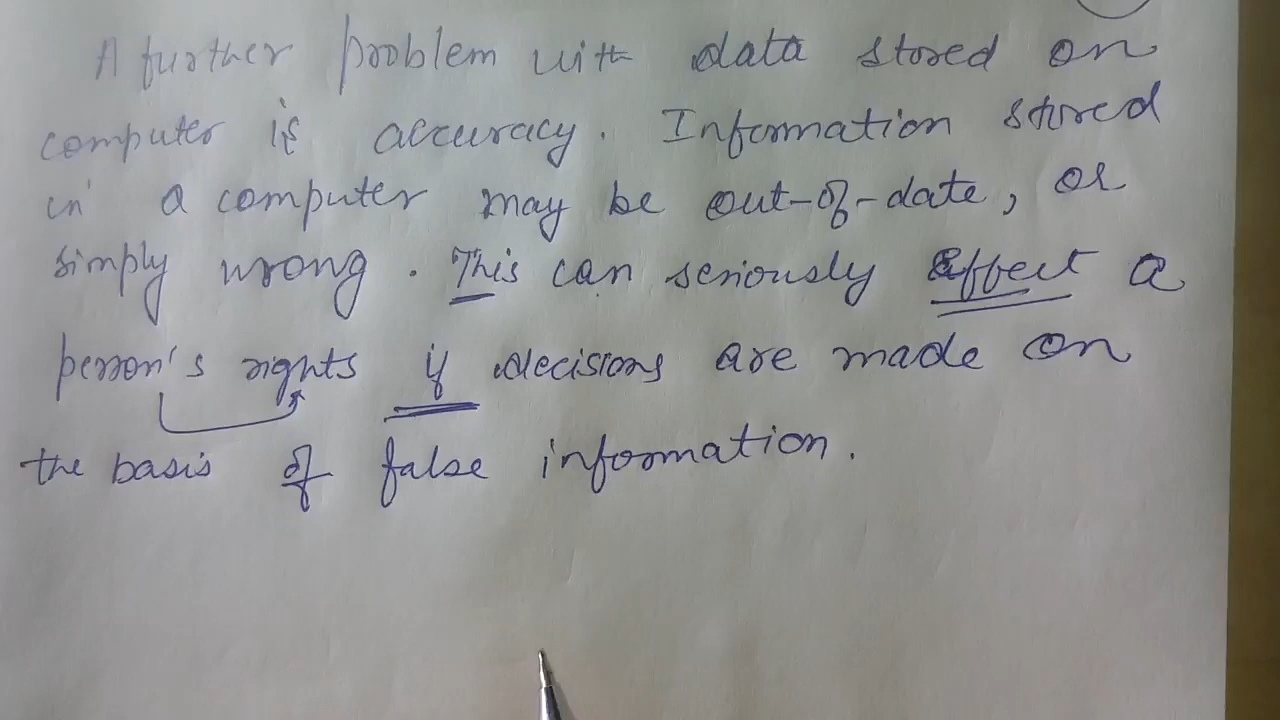 A further problem with data stored on
computer is accuracy. Information stored
in a computer may be out-of-date, or
simply wrong. This can seriously affect a
person's rights if decisions are made on
the basis of false information.